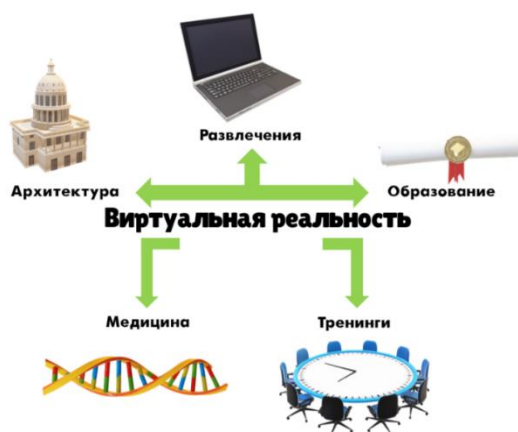 Развлечения
Архитектура
Образование
Виртуальная реальность
Медицина
Тренинги